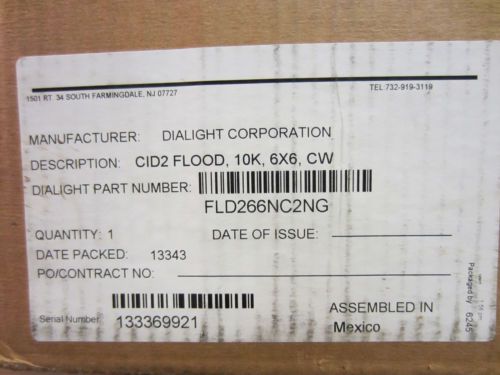 1501 RT. 34 SOUTH FARMINGDALE, NJ 07727 TEL:732-919-3119
MANUFACTURER: DIALIGHT CORPORATION
DESCRIPTION: CID2 FLOOD, 10K, 6X6, CW
DIALIGHT PART NUMBER:
FLD266NC2NG
QUANTITY: 1 DATE OF ISSUE:
DATE PACKED: 13343
PO/CONTRACT NO:
Serial Number 133369921
ASSEMBLED IN
Mexico
Packaged by 6245